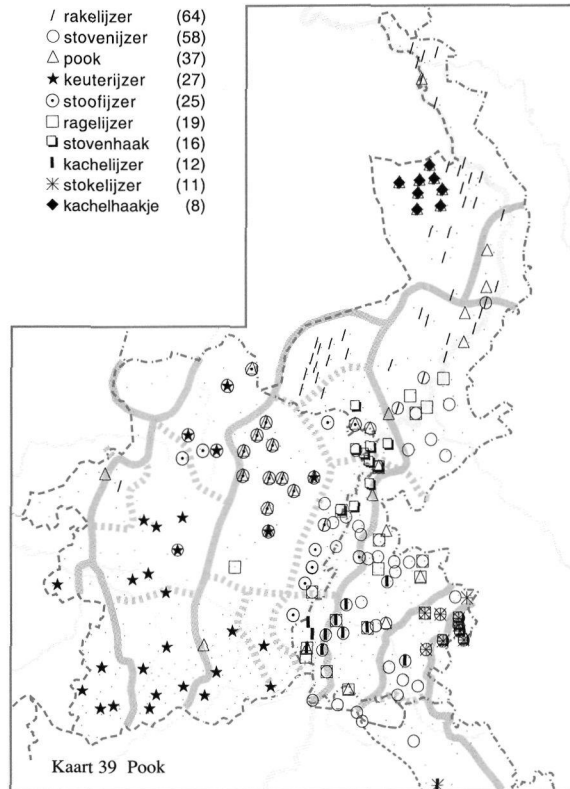 rakelijzer (64)
stovenijzer (58)
pook (37)
keuterijzer (27)
stoofijzer (25)
ragelijzer (19)
stovenhaak (16)
kachelijzer (12)
stokelijzer (11)
kachelhaakje (8)
Kaart 39 Pook